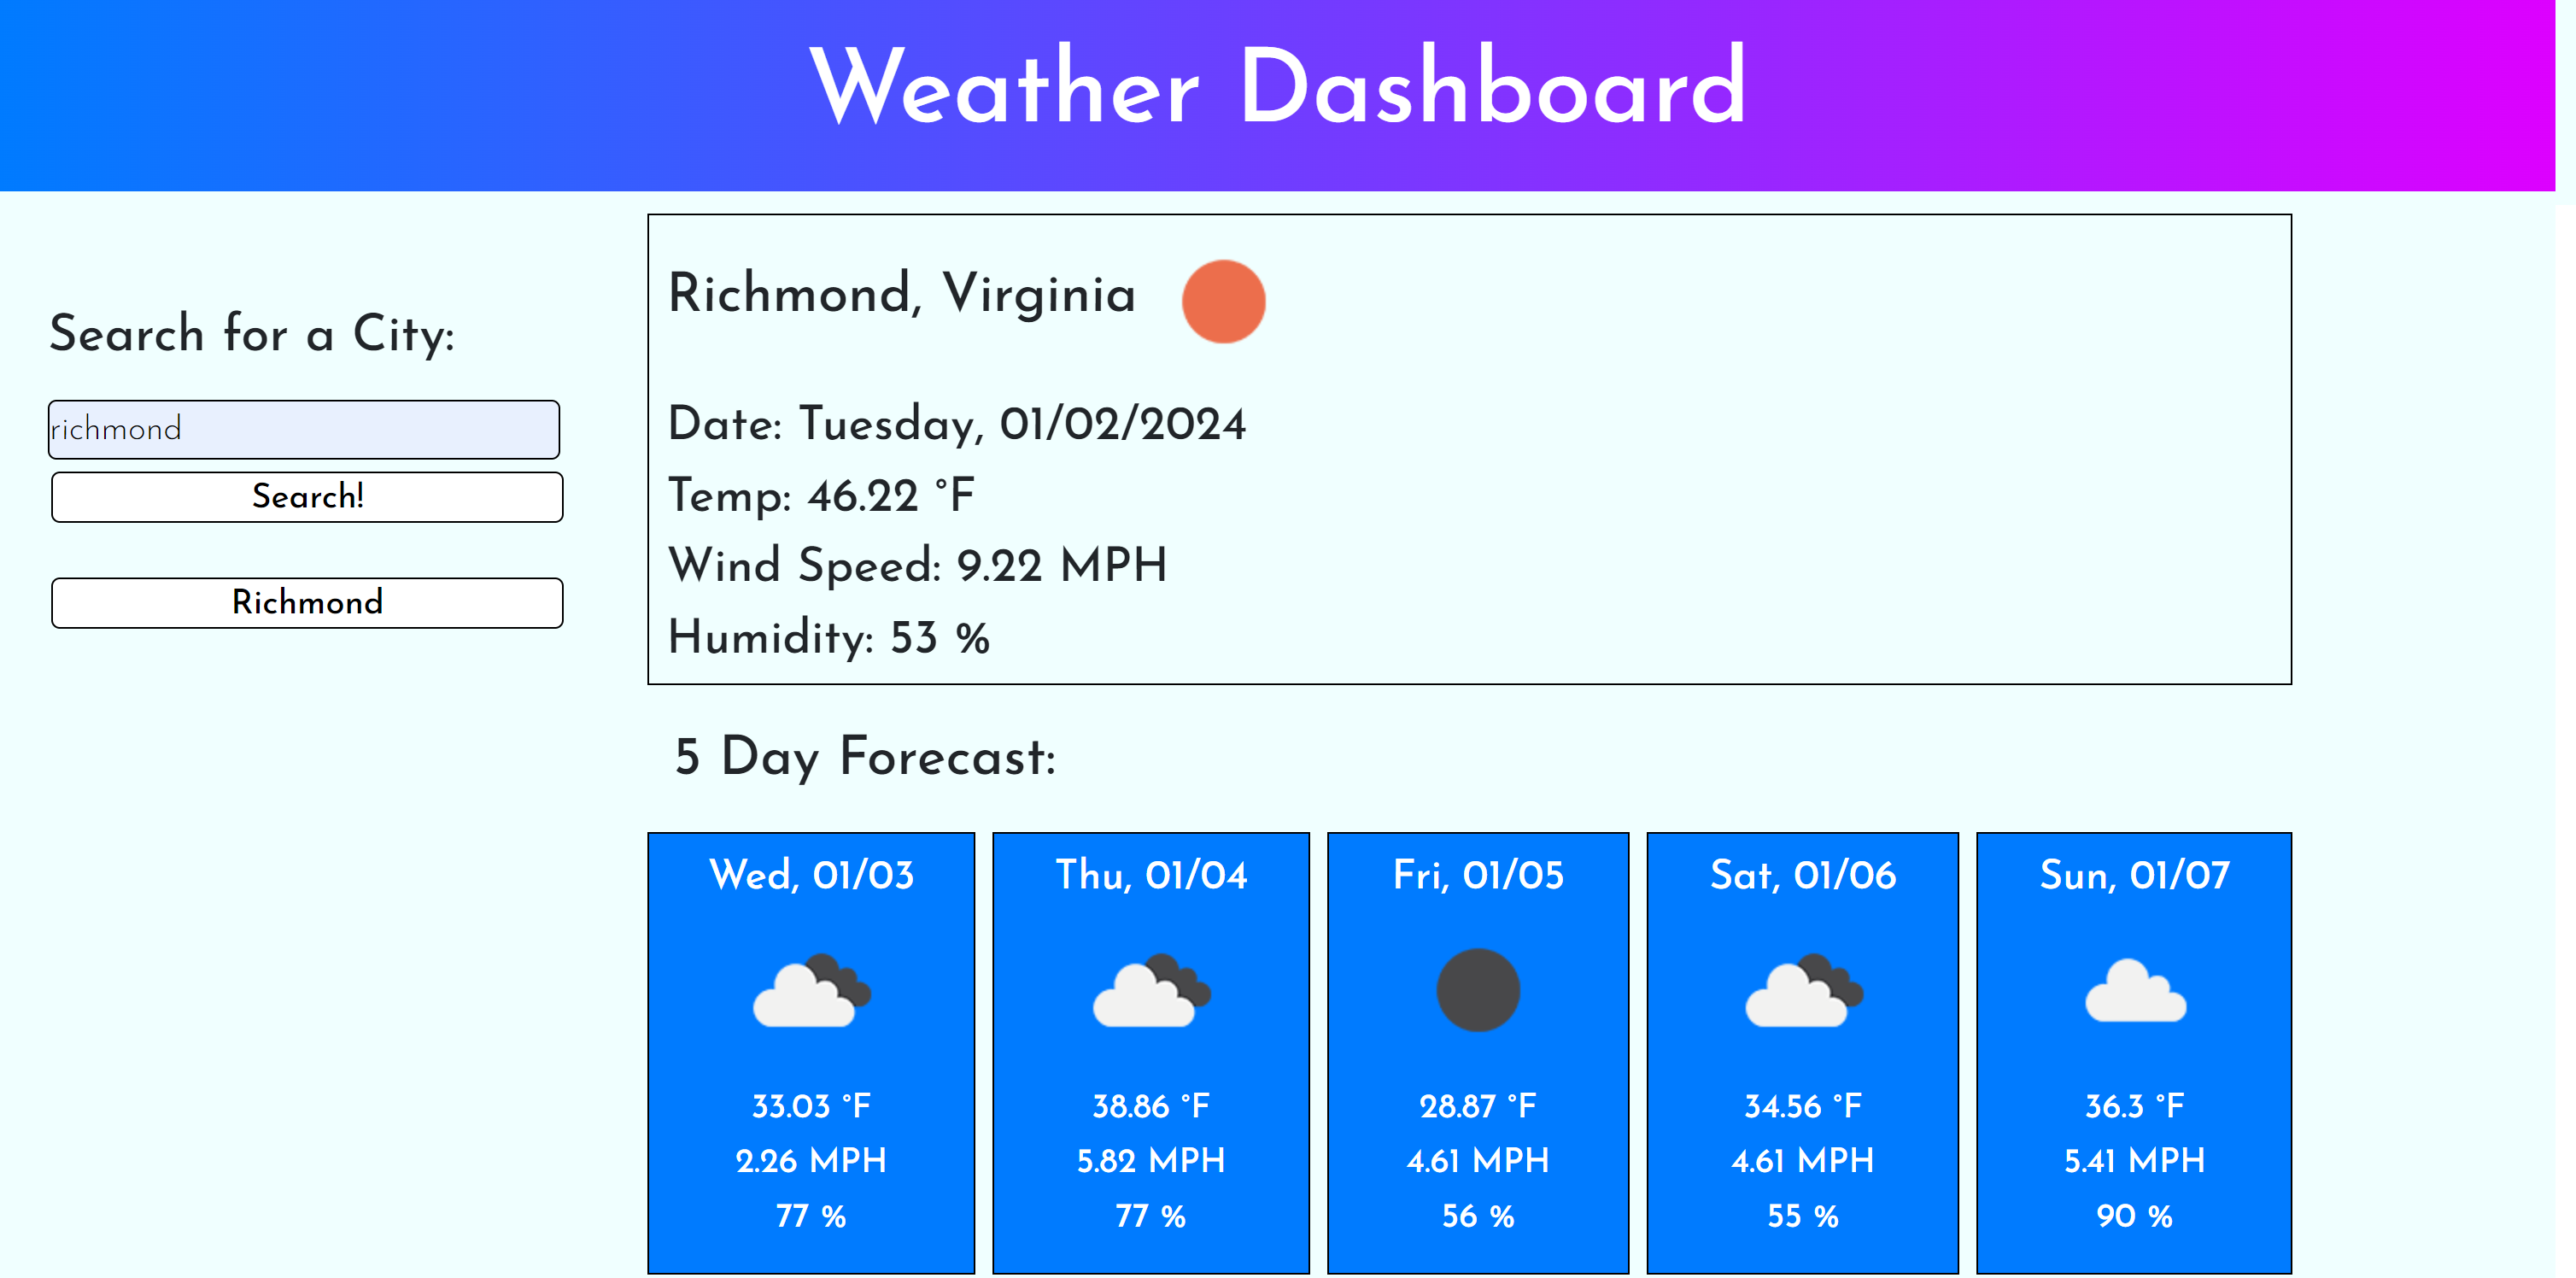 Weather Dashboard
Search for a City:
richmond
Search!
Richmond
Richmond, Virginia
Date: Tuesday, 01/02/2024
Temp: 46.22 °F
Wind Speed: 9.22 MPH
Humidity: 53 %
5 Day Forecast:
Wed, 01/03
33.03 °F
2.26 MPH
77 %
Thu, 01/04
38.86 °F
5.82 MPH
77 %
Fri, 01/05
28.87 °F
4.61 MPH
56 %
Sat, 01/06
34.56 °F
4.61 MPH
55 %
Sun, 01/07
36.3 °F
5.41 MPH
90 %